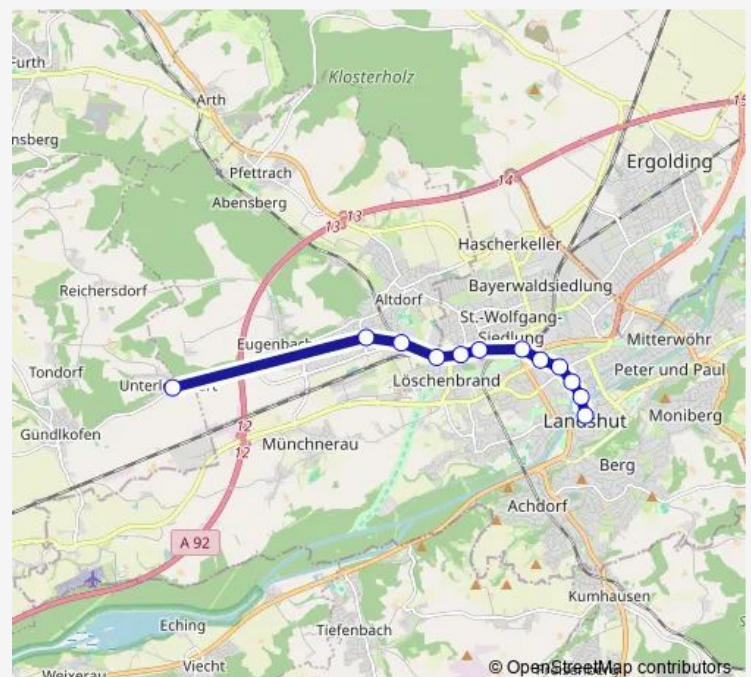 Furth
Klosterholz
Arth
15
nsberg
Ergolding
Pfettrach
14
Abensberg
13
13
Hascherkeller
Bayerwaldsiedlung
Reichersdorf
Altdorf
St.-Wolfgang-
Siedlung
Mitterwöhr
Eugenbach
Tondorf
Peter und Paul
Löschenbrand
Moniberg
Landshut
Gündlkofen
12
Münchnerau
12
Berg
Achdorf
A 92
Kumhausen
Eching
Tiefenbach
Viecht
Weixerau
© OpenStreetMap contributors